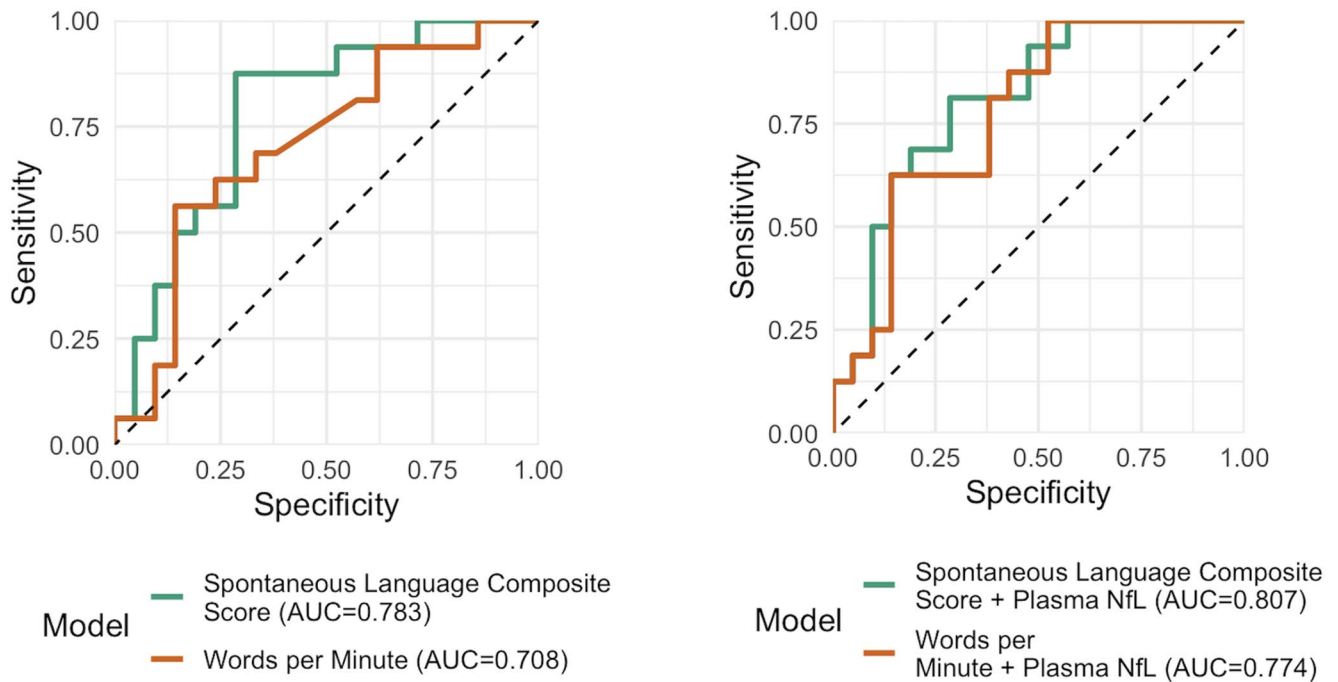 1.00
0.75
0.50
0.25
0.00
Sensitivity
0.00 0.25 0.50 0.75 1.00
Specificity
Model
Spontaneous Language Composite
Score (AUC=0.783)
Words per Minute (AUC=0.708)
1.00
0.75
0.50
0.25
0.00
Sensitivity
0.00 0.25 0.50 0.75 1.00
Specificity
Model
Spontaneous Language Composite
Score + Plasma NfL (AUC=0.807)
Words per
Minute + Plasma NfL (AUC=0.774)